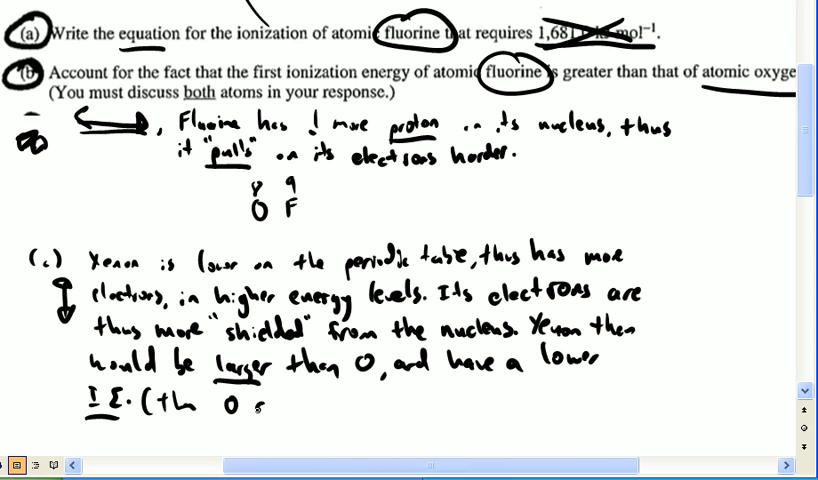 (a) Write the equation for the ionization of atomic fluorine that requires 1,681 kJ mol⁻¹.
(b) Account for the fact that the first ionization energy of atomic fluorine is greater than that of atomic oxyge
(You must discuss both atoms in your response.)
, Fluorine has 1 more proton in its nucleus, thus
it "pulls" on its electrons harder.
8 9
O F
(c) Xenon is lower on the periodic table, thus has more
electrons, in higher energy levels. Its electrons are
thus more "shielded" from the nucleus. Xenon then
would be larger than O, and have a lower
IE. (th O